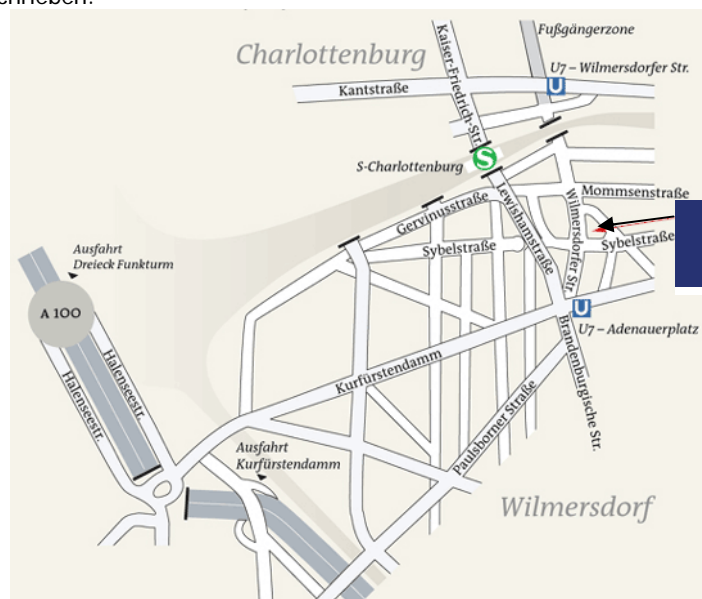 chrieben?
Charlottenburg
Kaiser-Friedrich-Str.
Fußgängerzone
U7 – Wilmersdorfer Str.
U
Kantstraße
S-Charlottenburg
S
Mommsenstraße
Gervinusstraße
Lewishamstraße
Wilmersdorfer Str.
Sybelstraße
Sybelstraße
Ausfahrt
Dreieck Funkturm
A 100
U
U7 – Adenauerplatz
Halenseestr.
Halenseestr.
Kurfürstendamm
Brandenburgische Str.
Paulsborner Straße
Ausfahrt
Kurfürstendamm
Wilmersdorf